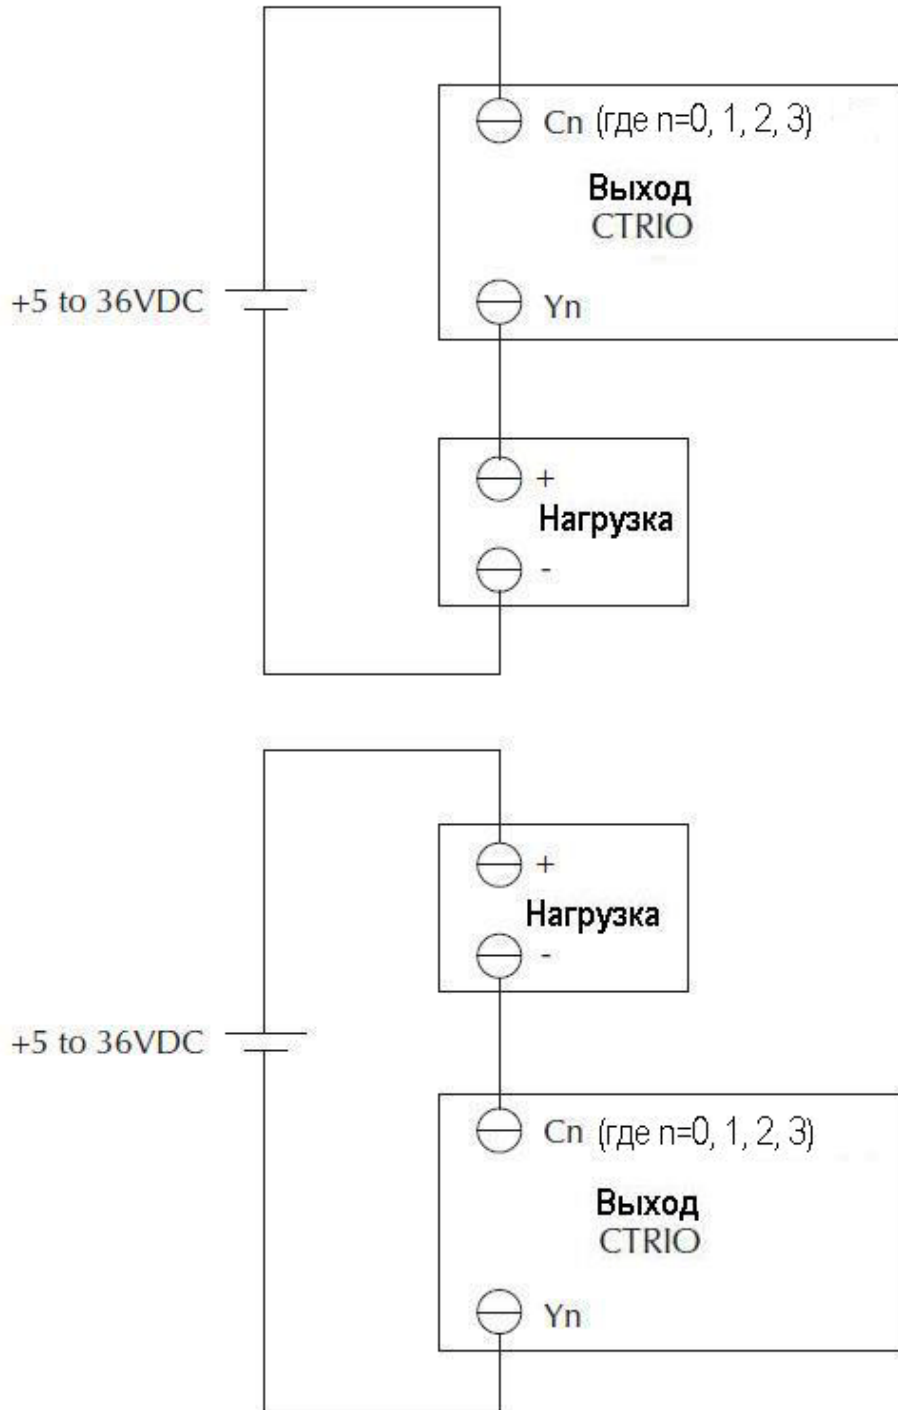 Cn (где n=0, 1, 2, 3)
Выход
CTRIO
+5 to 36VDC
Yn
+
Нагрузка
-
+
Нагрузка
-
+5 to 36VDC
Cn (где n=0, 1, 2, 3)
Выход
CTRIO
Yn